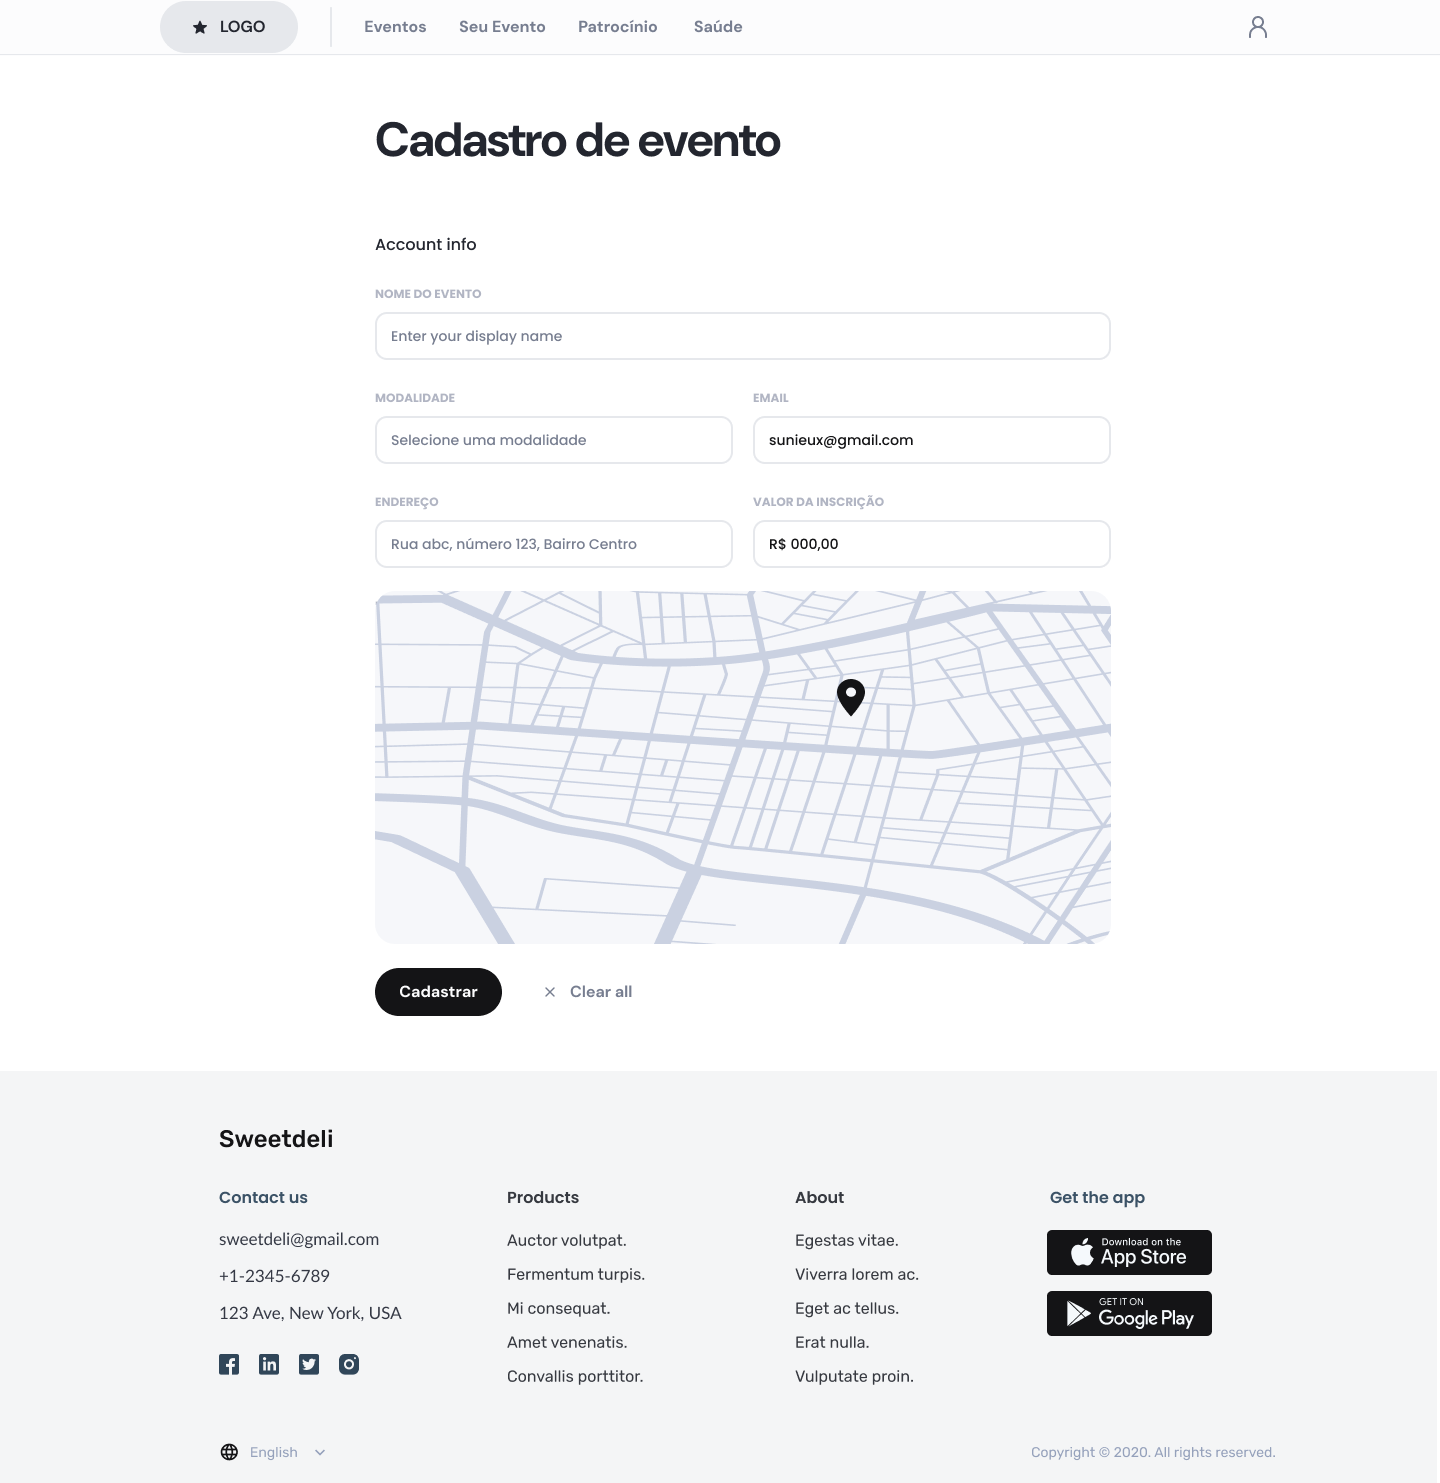 LOGO
Eventos
Seu Evento
Patrocínio
Saúde
Cadastro de evento
Account info
NOME DO EVENTO
Enter your display name
MODALIDADE
EMAIL
Selecione uma modalidade
sunieux@gmail.com
ENDEREÇO
VALOR DA INSCRIÇÃO
Rua abc, número 123, Bairro Centro
R$ 000,00
Cadastrar
Clear all
Sweetdeli
Contact us
sweetdeli@gmail.com
+1-2345-6789
123 Ave, New York, USA
Products
Auctor volutpat.
Fermentum turpis.
Mi consequat.
Amet venenatis.
Convallis porttitor.
About
Egestas vitae.
Viverra lorem ac.
Eget ac tellus.
Erat nulla.
Vulputate proin.
Get the app
Download on the
App Store
GET IT ON
Google Play
English
Copyright © 2020. All rights reserved.